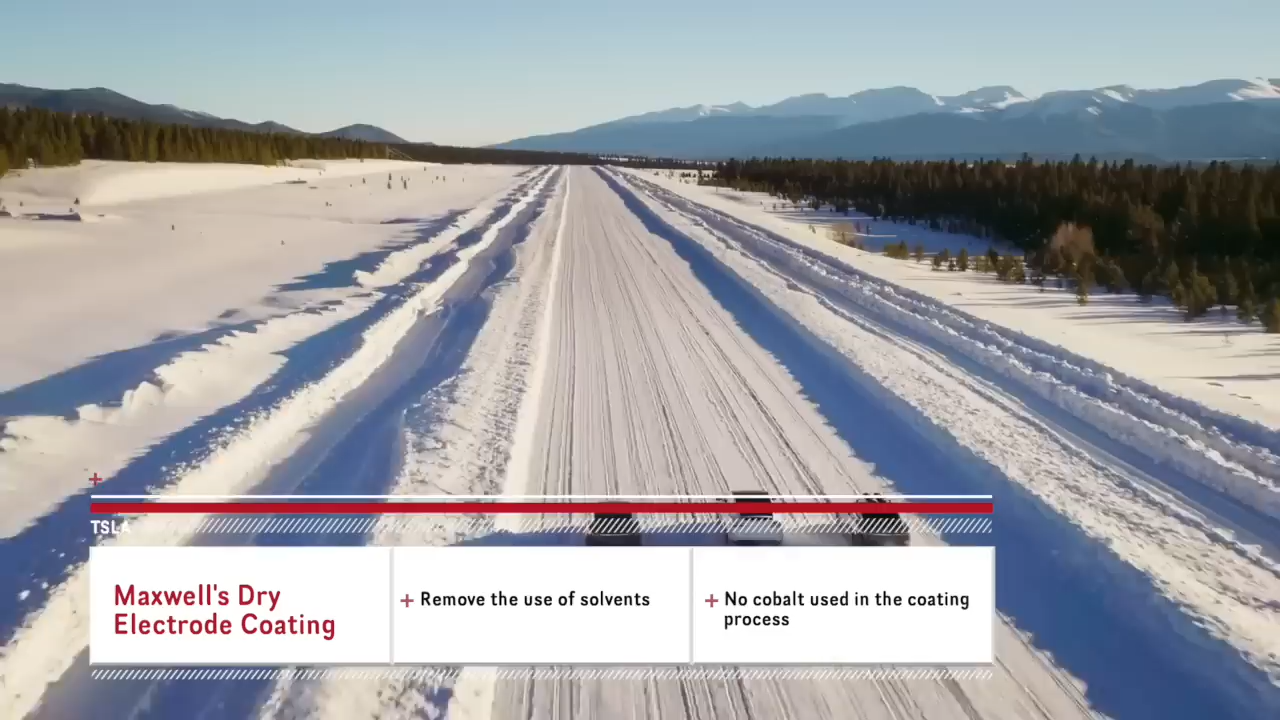 TSLA
Maxwell's Dry
Electrode Coating
+ Remove the use of solvents
+ No cobalt used in the coating
process